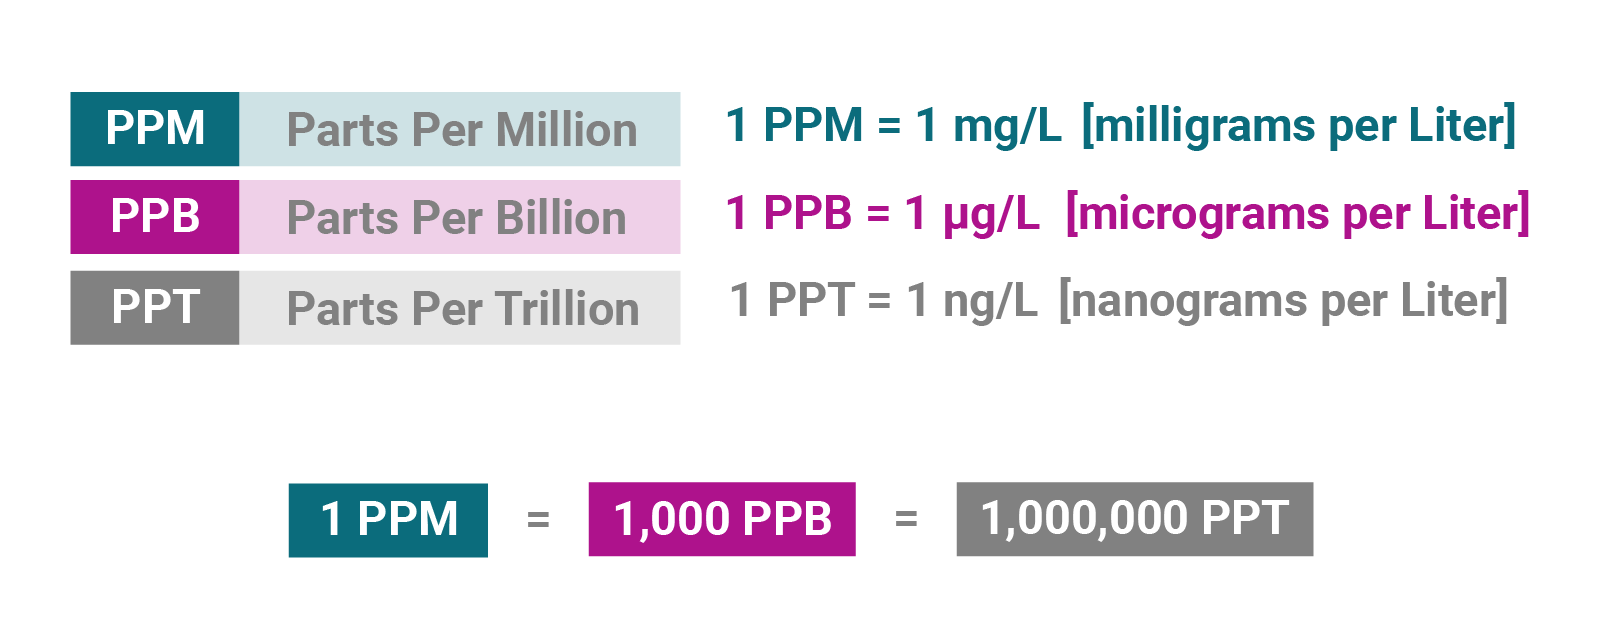 PPM Parts Per Million 1 PPM = 1 mg/L [milligrams per Liter]
PPB Parts Per Billion 1 PPB = 1 µg/L [micrograms per Liter]
PPT Parts Per Trillion 1 PPT = 1 ng/L [nanograms per Liter]
1 PPM = 1,000 PPB = 1,000,000 PPT